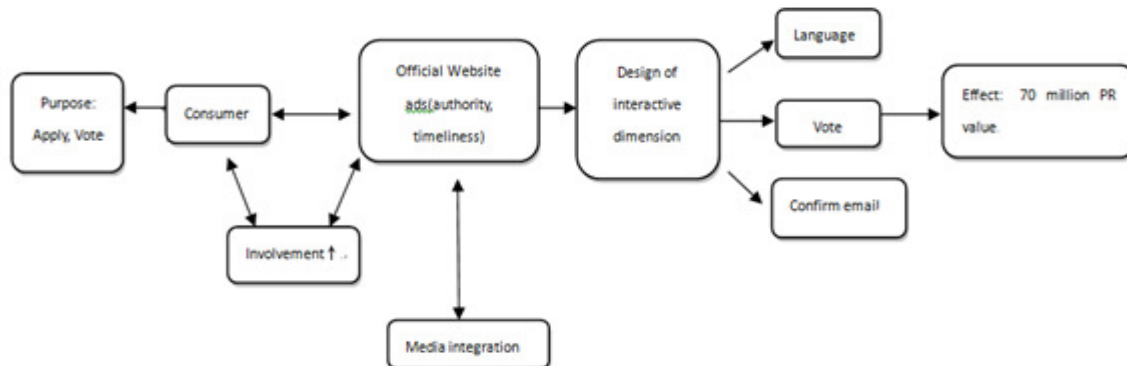 Purpose:
Apply, Vote
Consumer
Involvement ↑
Official Website
ads(authority,
timeliness)
Media integration
Design of
interactive
dimension
Language
Vote
Confirm email
Effect: 70 million PR
value.